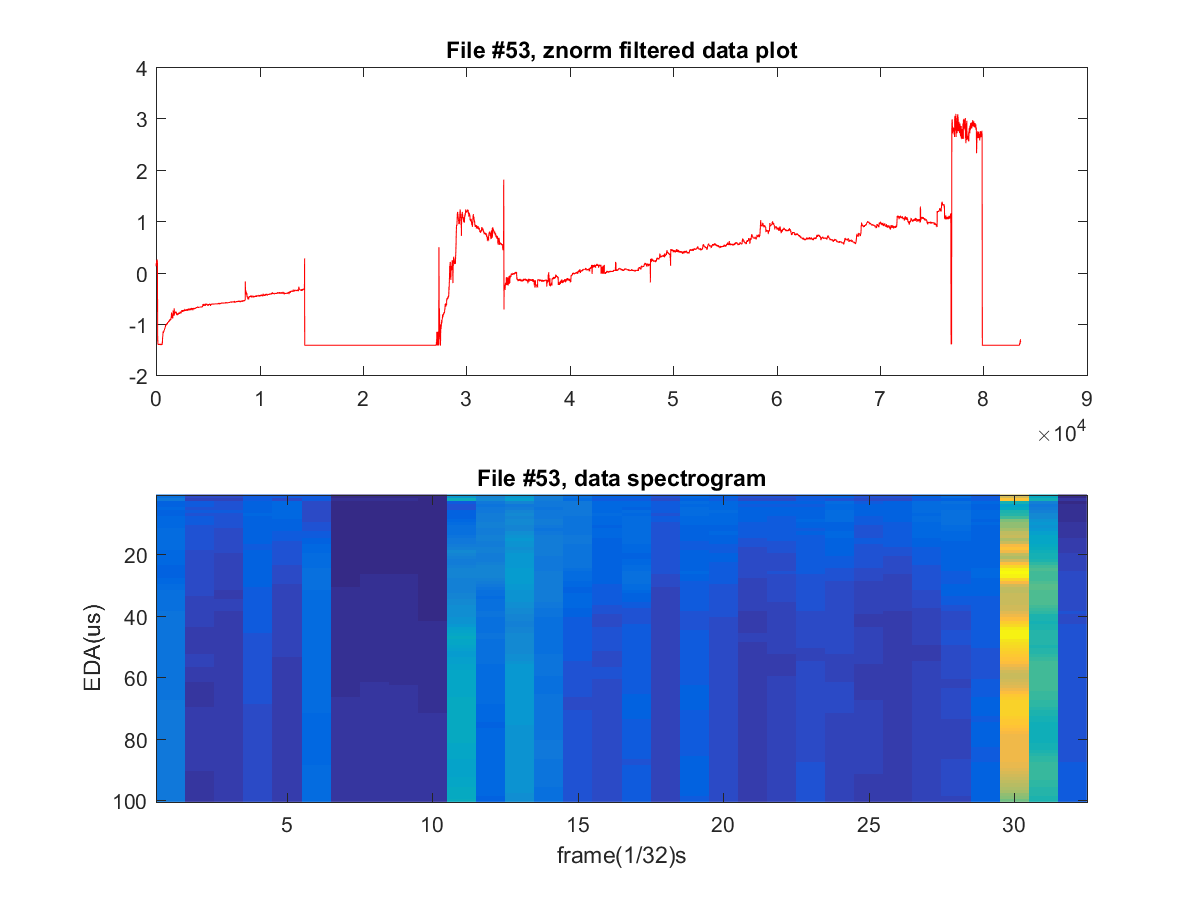 File #53, znorm filtered data plot
4
3
2
1
0
-1
-2
0 1 2 3 4 5 6 7 8 9
×10^4
File #53, data spectrogram
20
40
60
80
100
EDA(us)
5 10 15 20 25 30
frame(1/32)s